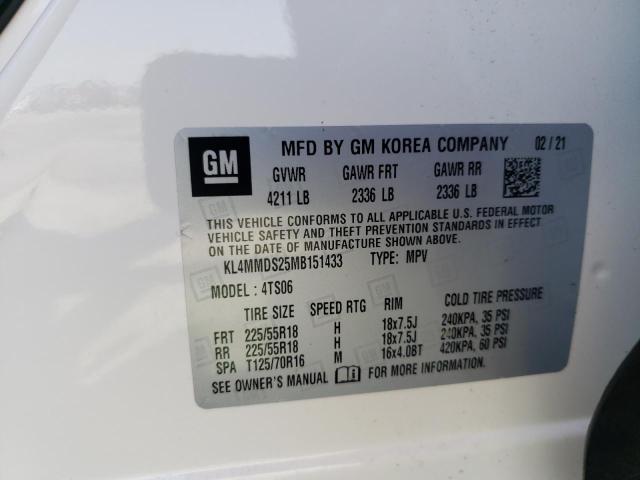 GM MFD BY GM KOREA COMPANY 02/21
GVWR GAWR FRT GAWR RR
4211 LB 2336 LB 2336 LB
THIS VEHICLE CONFORMS TO ALL APPLICABLE U.S. FEDERAL MOTOR
VEHICLE SAFETY AND THEFT PREVENTION STANDARDS IN EFFECT ON
THE DATE OF MANUFACTURE SHOWN ABOVE.
KL4MMDS25MB151433 TYPE: MPV
MODEL: 4TS06
TIRE SIZE SPEED RTG RIM COLD TIRE PRESSURE
FRT 225/55R18 H 18x7.5J 240KPA, 35 PSI
RR 225/55R18 H 18x7.5J 240KPA, 35 PSI
SPA T125/70R16 M 16x4.0BT 420KPA, 60 PSI
SEE OWNER'S MANUAL FOR MORE INFORMATION.